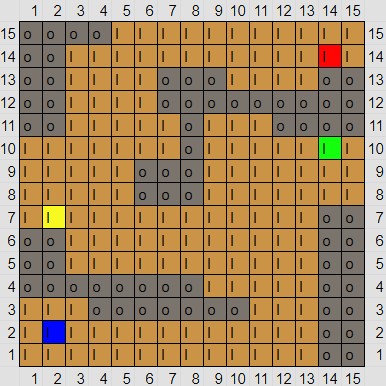 1 2 3 4 5 6 7 8 9 10 11 12 13 14 15
15 o o o o l l l l l l l l l l l 15
14 o o l l l l l l l l l l l l l 14
13 o o l l l l o o o l l l l o o 13
12 o o l l l l o o o o o o o o o 12
11 o o l l l l l o l l l o o o o 11
10 l l l l l l l o l l l l l l l 10
9 l l l l l o o o l l l l l l l 9
8 l l l l l o o o l l l l l l l 8
7 l l l l l l l l l l l l l o o 7
6 o o l l l l l l l l l l l o o 6
5 o o l l l l l l l l l l l o o 5
4 o o o o o o o o l l l l l o o 4
3 l l l o o o o o o o l l l o o 3
2 l l l l l l l l l l l l l o o 2
1 l l l l l l l l l l l l l o o 1
1 2 3 4 5 6 7 8 9 10 11 12 13 14 15